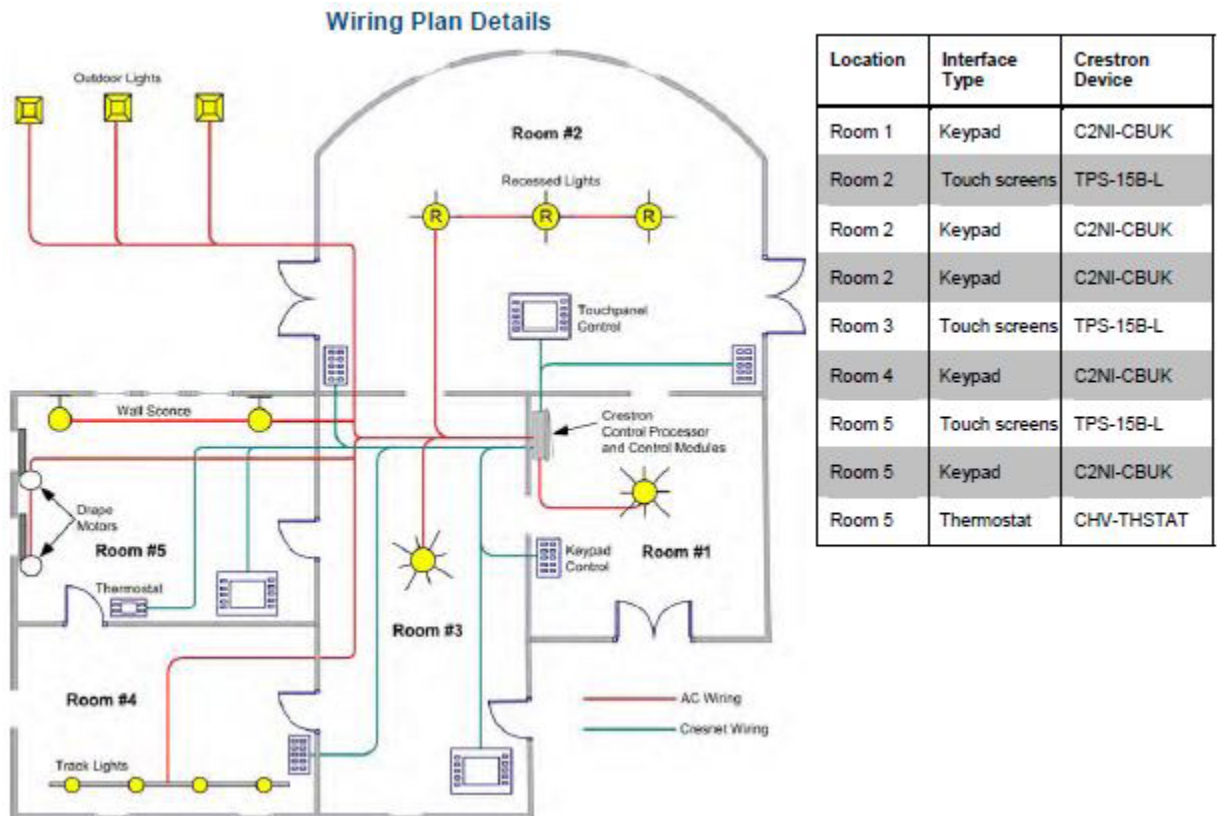 Wiring Plan Details
Outdoor Lights
Room #2
Recessed Lights
R
R
R
Touchpanel
Control
Wall Sconce
Crestron
Control Processor
and Control Modules
Drape
Motors
Room #5
Keypad
Control
Room #1
Thermostat
Room #3
Room #4
AC Wiring
Cresnet Wiring
Track Lights
Location Interface Type Crestron Device
Room 1 Keypad C2NI-CBUK
Room 2 Touch screens TPS-15B-L
Room 2 Keypad C2NI-CBUK
Room 2 Keypad C2NI-CBUK
Room 3 Touch screens TPS-15B-L
Room 4 Keypad C2NI-CBUK
Room 5 Touch screens TPS-15B-L
Room 5 Keypad C2NI-CBUK
Room 5 Thermostat CHV-THSTAT